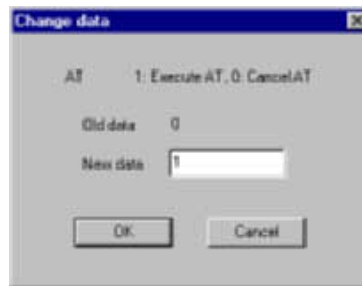 Change data
AT 1: Execute AT, 0: Cancel AT
Old data 0
New data 1
OK Cancel